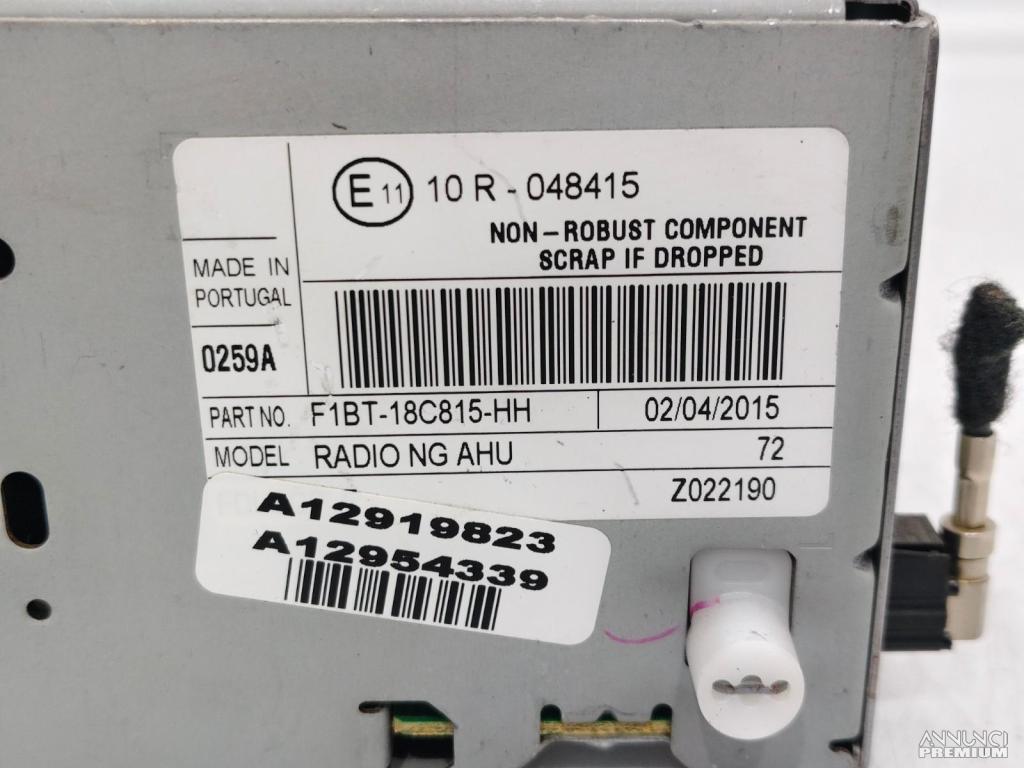 E 11 10 R - 048415
NON-ROBUST COMPONENT
SCRAP IF DROPPED
MADE IN
PORTUGAL
0259A
PART NO. F1BT-18C815-HH 02/04/2015
MODEL RADIO NG AHU 72
Z022190
A12919823
A12954339
ANNUNCI
PREMIUM